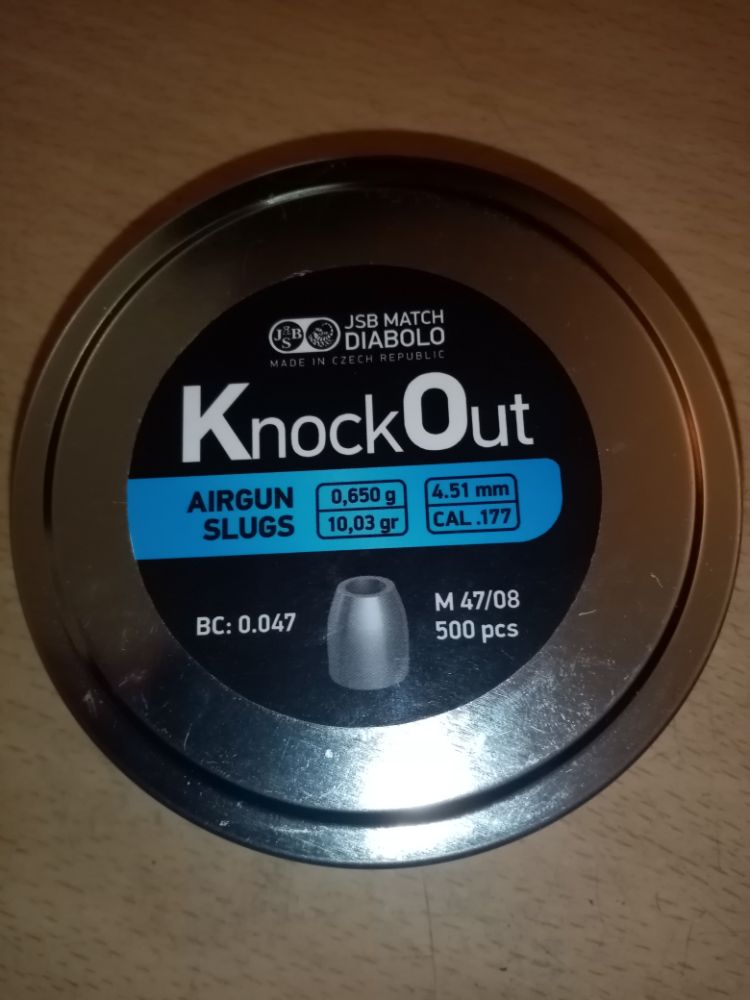 JSB
JSB MATCH
DIABOLO
MADE IN CZECH REPUBLIC
KnockOut
AIRGUN
SLUGS
0,650 g
10,03 gr
4.51 mm
CAL .177
BC: 0.047
M 47/08
500 pcs